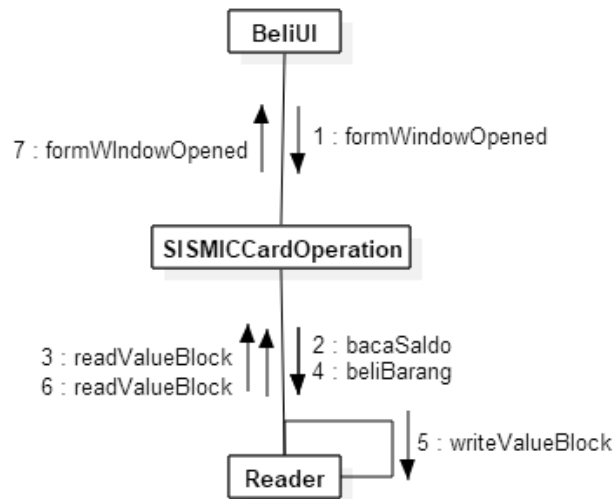 BeliUI
7 : formWIndowOpened
1 : formWindowOpened
SISMICCardOperation
3 : readValueBlock
6 : readValueBlock
2 : bacaSaldo
4 : beliBarang
5 : writeValueBlock
Reader